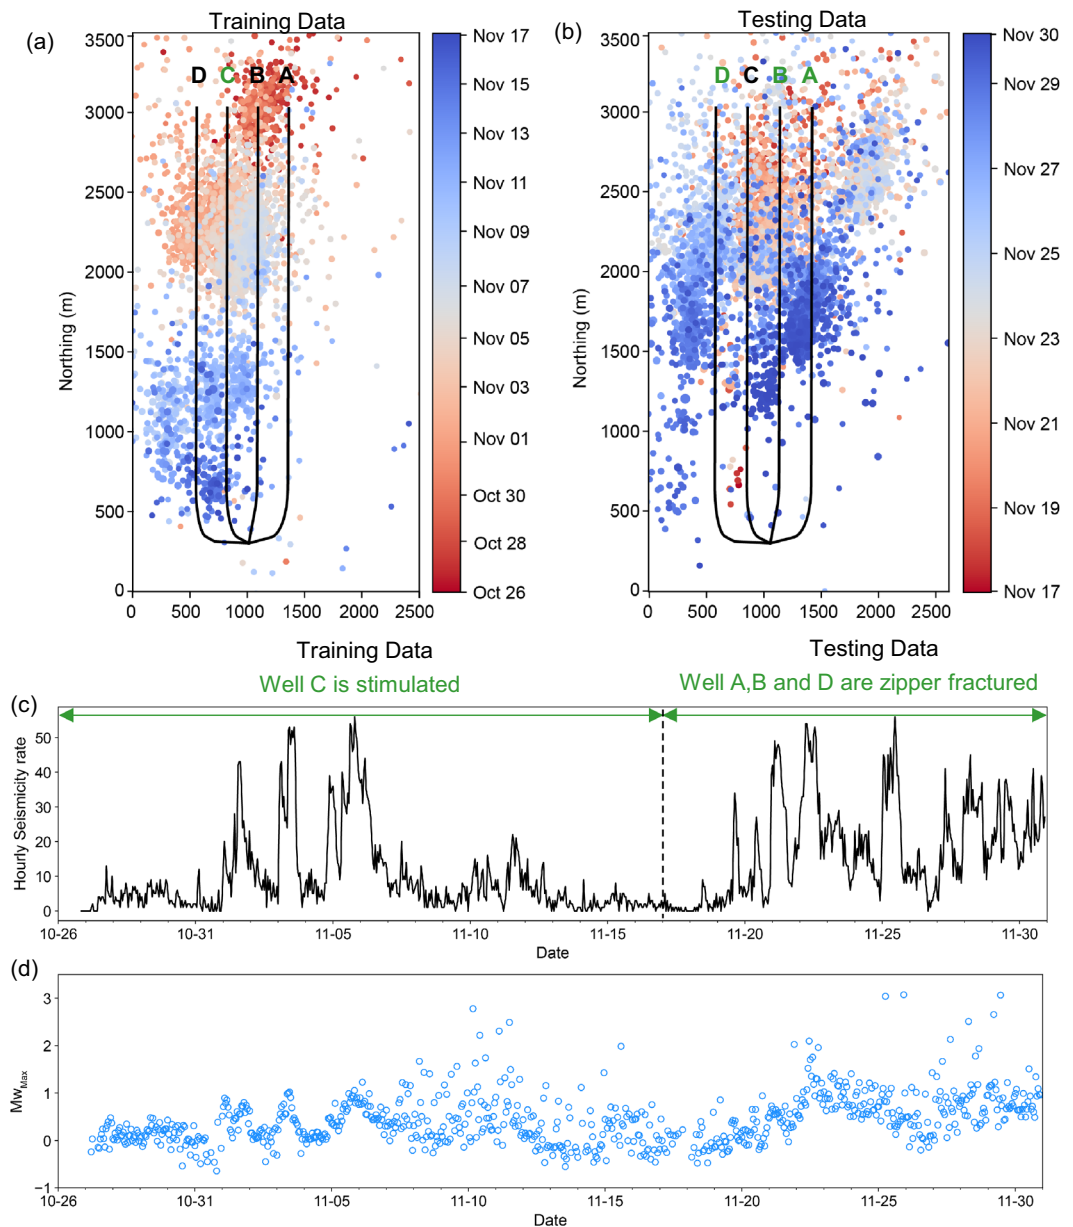 Training Data
Testing Data
(a)
(b)
3500
3000
2500
2000
1500
1000
500
0
Northing (m)
D C B A
0 500 1000 1500 2000 2500
Nov 17
Nov 15
Nov 13
Nov 11
Nov 09
Nov 07
Nov 05
Nov 03
Nov 01
Oct 30
Oct 28
Oct 26
3500
3000
2500
2000
1500
1000
500
0
Northing (m)
D C B A
0 500 1000 1500 2000 2500
Nov 30
Nov 29
Nov 27
Nov 25
Nov 23
Nov 21
Nov 19
Nov 17
Training Data
Testing Data
Well C is stimulated
Well A,B and D are zipper fractured
(c)
Hourly Seismicity rate
50
40
30
20
10
0
10-26 10-31 11-05 11-10 11-15 11-20 11-25 11-30
Date
(d)
Mw Max
3
2
1
0
−1
10-26 10-31 11-05 11-10 11-15 11-20 11-25 11-30
Date